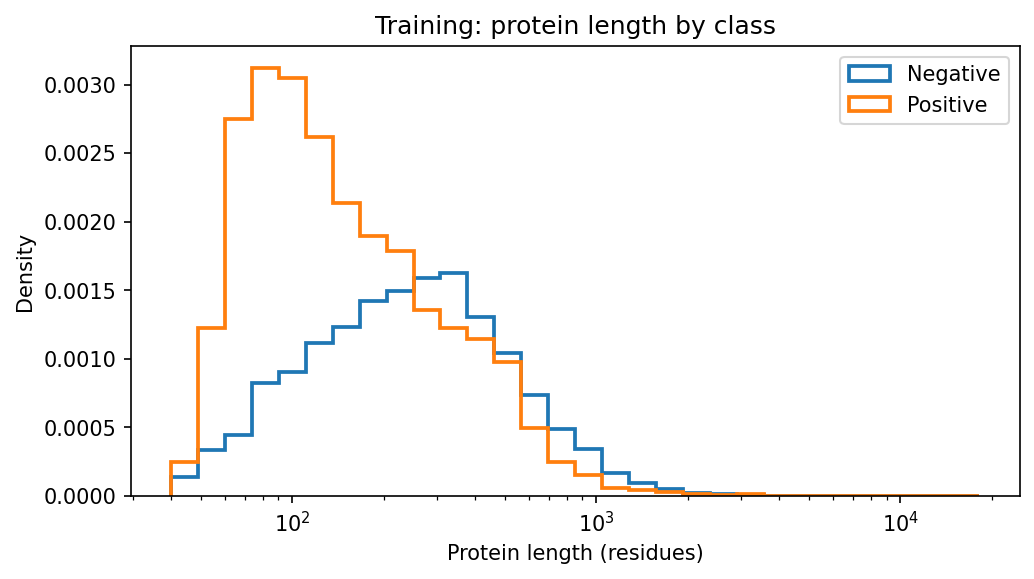 Training: protein length by class
Negative
Positive
Density
0.0030
0.0025
0.0020
0.0015
0.0010
0.0005
0.0000
10²
10³
10⁴
Protein length (residues)